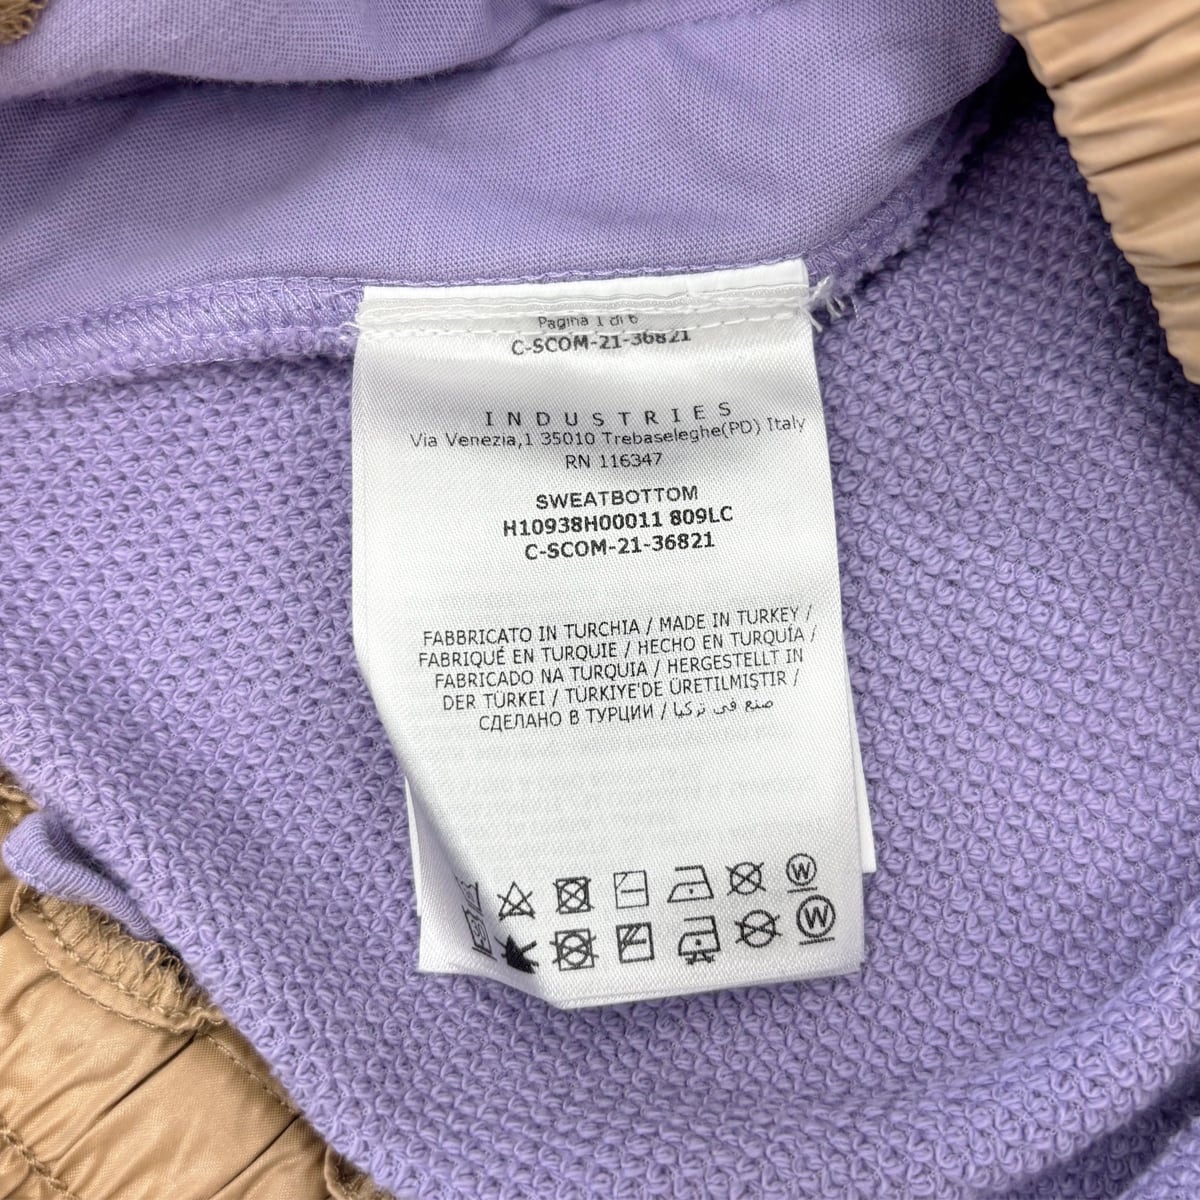 Pagina 1 di 6
C-SCOM-21-36821
INDUSTRIES
Via Venezia,1 35010 Trebaseleghe(PD) Italy
RN 116347
SWEATBOTTOM
H10938H00011 809LC
C-SCOM-21-36821
FABBRICATO IN TURCHIA / MADE IN TURKEY /
FABRIQUÉ EN TURQUIE / HECHO EN TURQUÍA /
FABRICADO NA TURQUIA / HERGESTELLT IN
DER TÜRKEI / TÜRKIYE'DE ÜRETILMIŞTIR /
СДЕЛАНО В ТУРЦИИ / صنع في تركيا
W
W